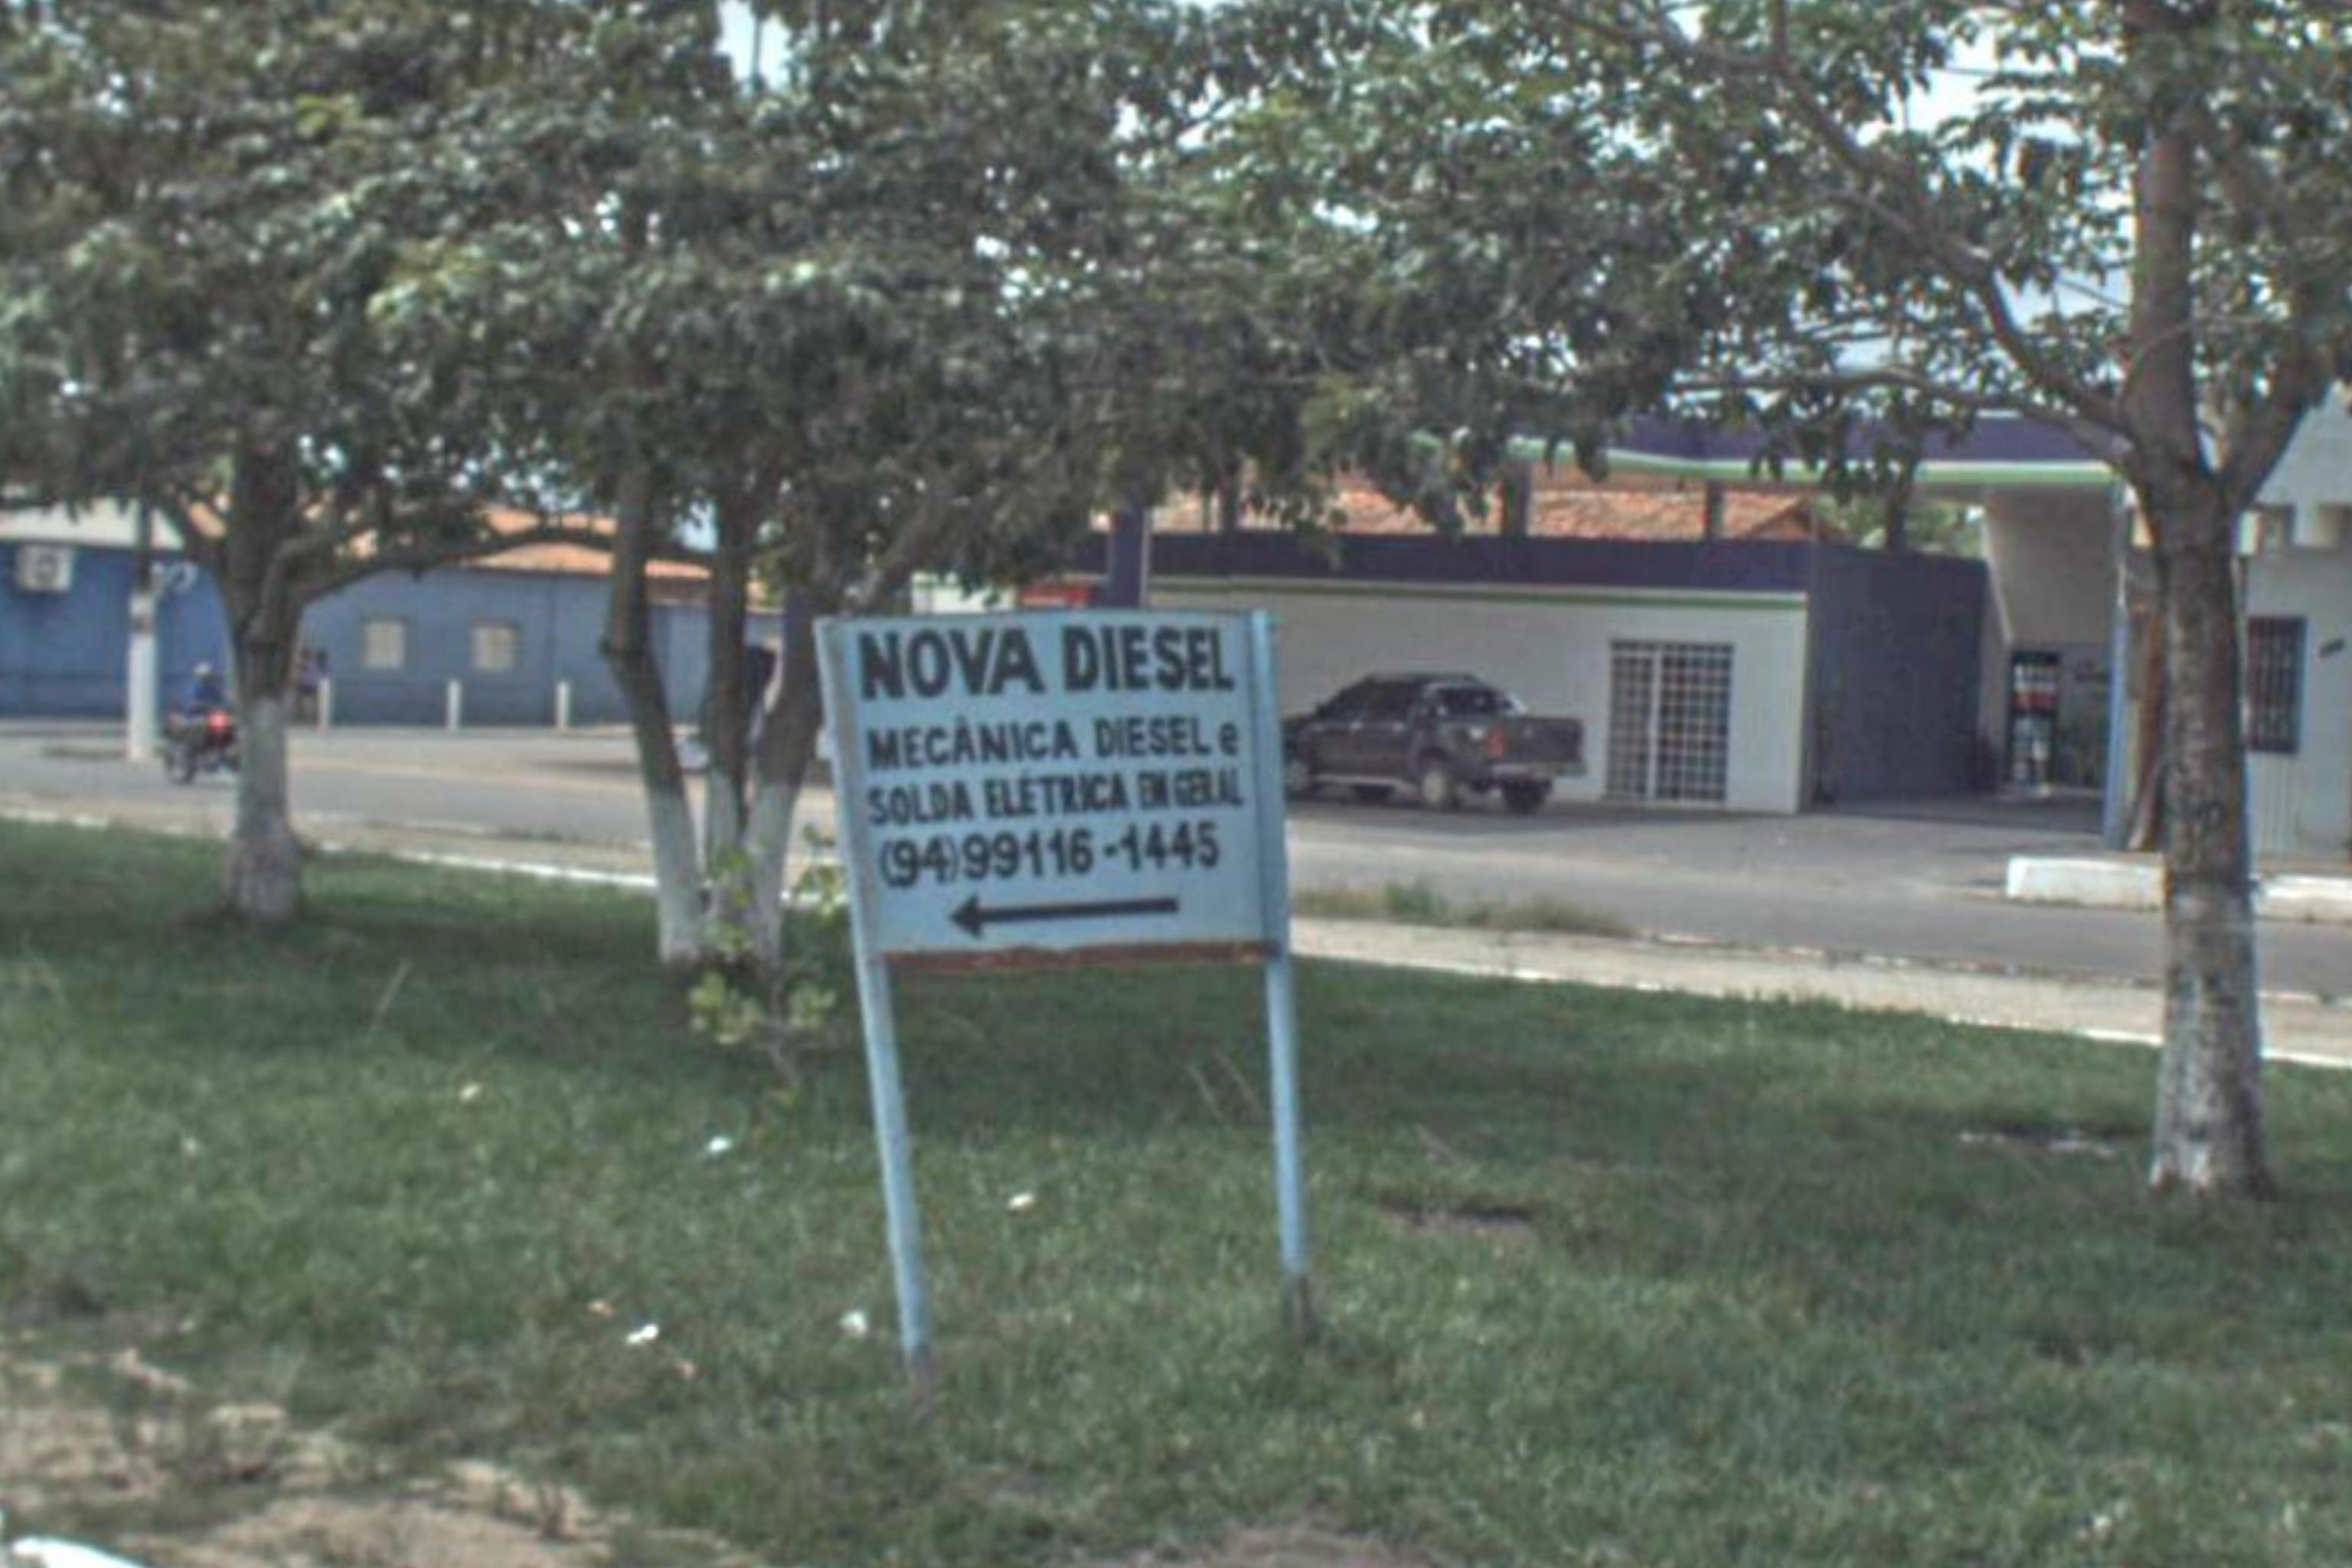 NOVA DIESEL
MECÂNICA DIESEL e
SOLDA ELÉTRICA EM GERAL
(94)99116-1445